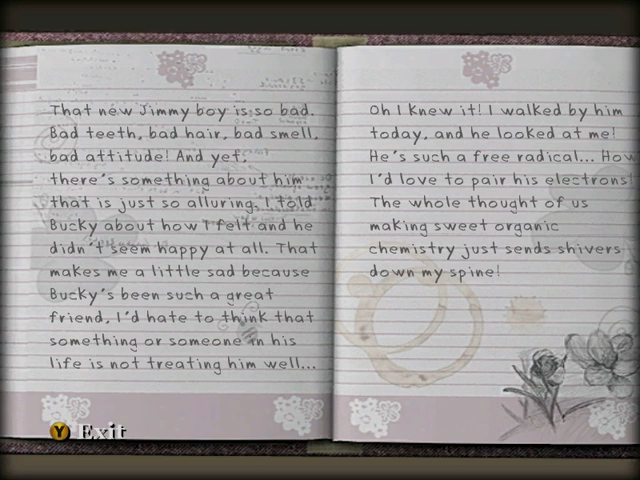 That new Jimmy boy is so bad.
Bad teeth, bad hair, bad smell,
bad attitude! And yet,
there's something about him
that is just so alluring. I told
Bucky about how I felt and he
didn't seem happy at all. That
makes me a little sad because
Bucky's been such a great
friend, I'd hate to think that
something or someone in his
life is not treating him well...
Oh I knew it! I walked by him
today, and he looked at me!
He's such a free radical... How
I'd love to pair his electrons!
The whole thought of us
making sweet organic
chemistry just sends shivers
down my spine!
Y Exit